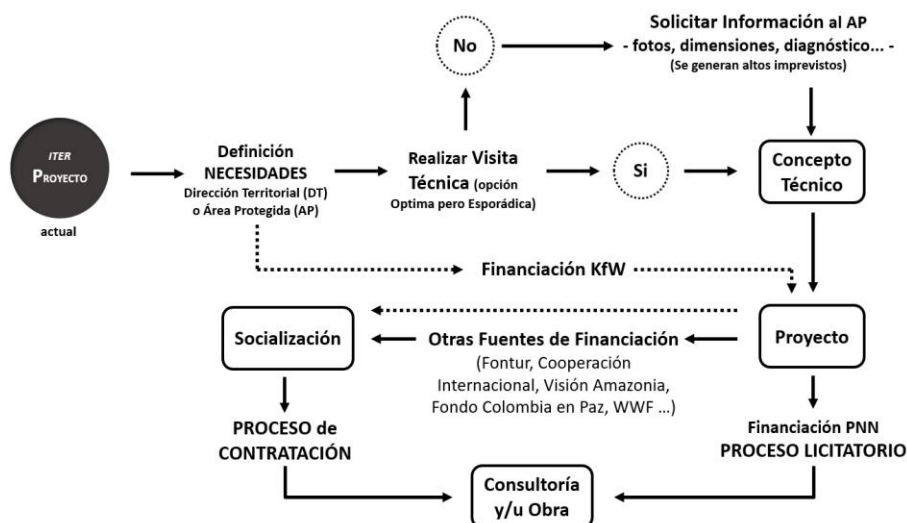 ITER
PROYECTO
actual
Definición
NECESIDADES
Dirección Territorial (DT)
o Área Protegida (AP)
Realizar Visita
Técnica (opción
Optima pero Esporádica)
No
Solicitar Información al AP
- fotos, dimensiones, diagnóstico... -
(Se generan altos imprevistos)
Si
Concepto
Técnico
Financiación KfW
Proyecto
Otras Fuentes de Financiación
(Fontur, Cooperación
Internacional, Visión Amazonia,
Fondo Colombia en Paz, WWF ...)
Socialización
PROCESO de
CONTRATACIÓN
Financiación PNN
PROCESO LICITATORIO
Consultoría
y/u Obra